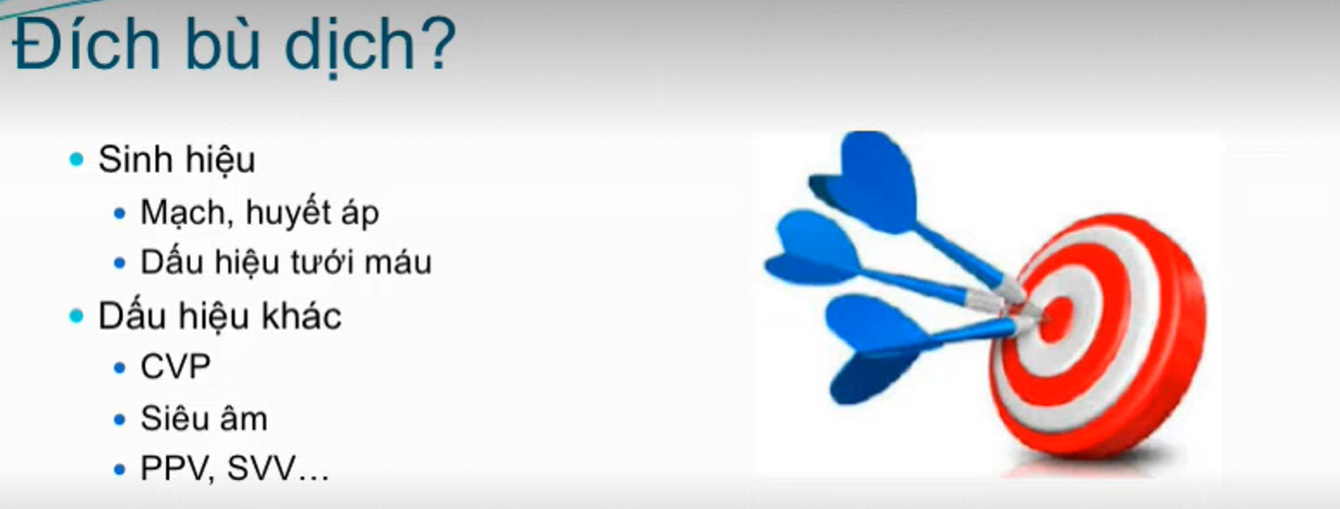 Đích bù dịch?
Sinh hiệu
Mạch, huyết áp
Dấu hiệu tưới máu
Dấu hiệu khác
CVP
Siêu âm
PPV, SVV...